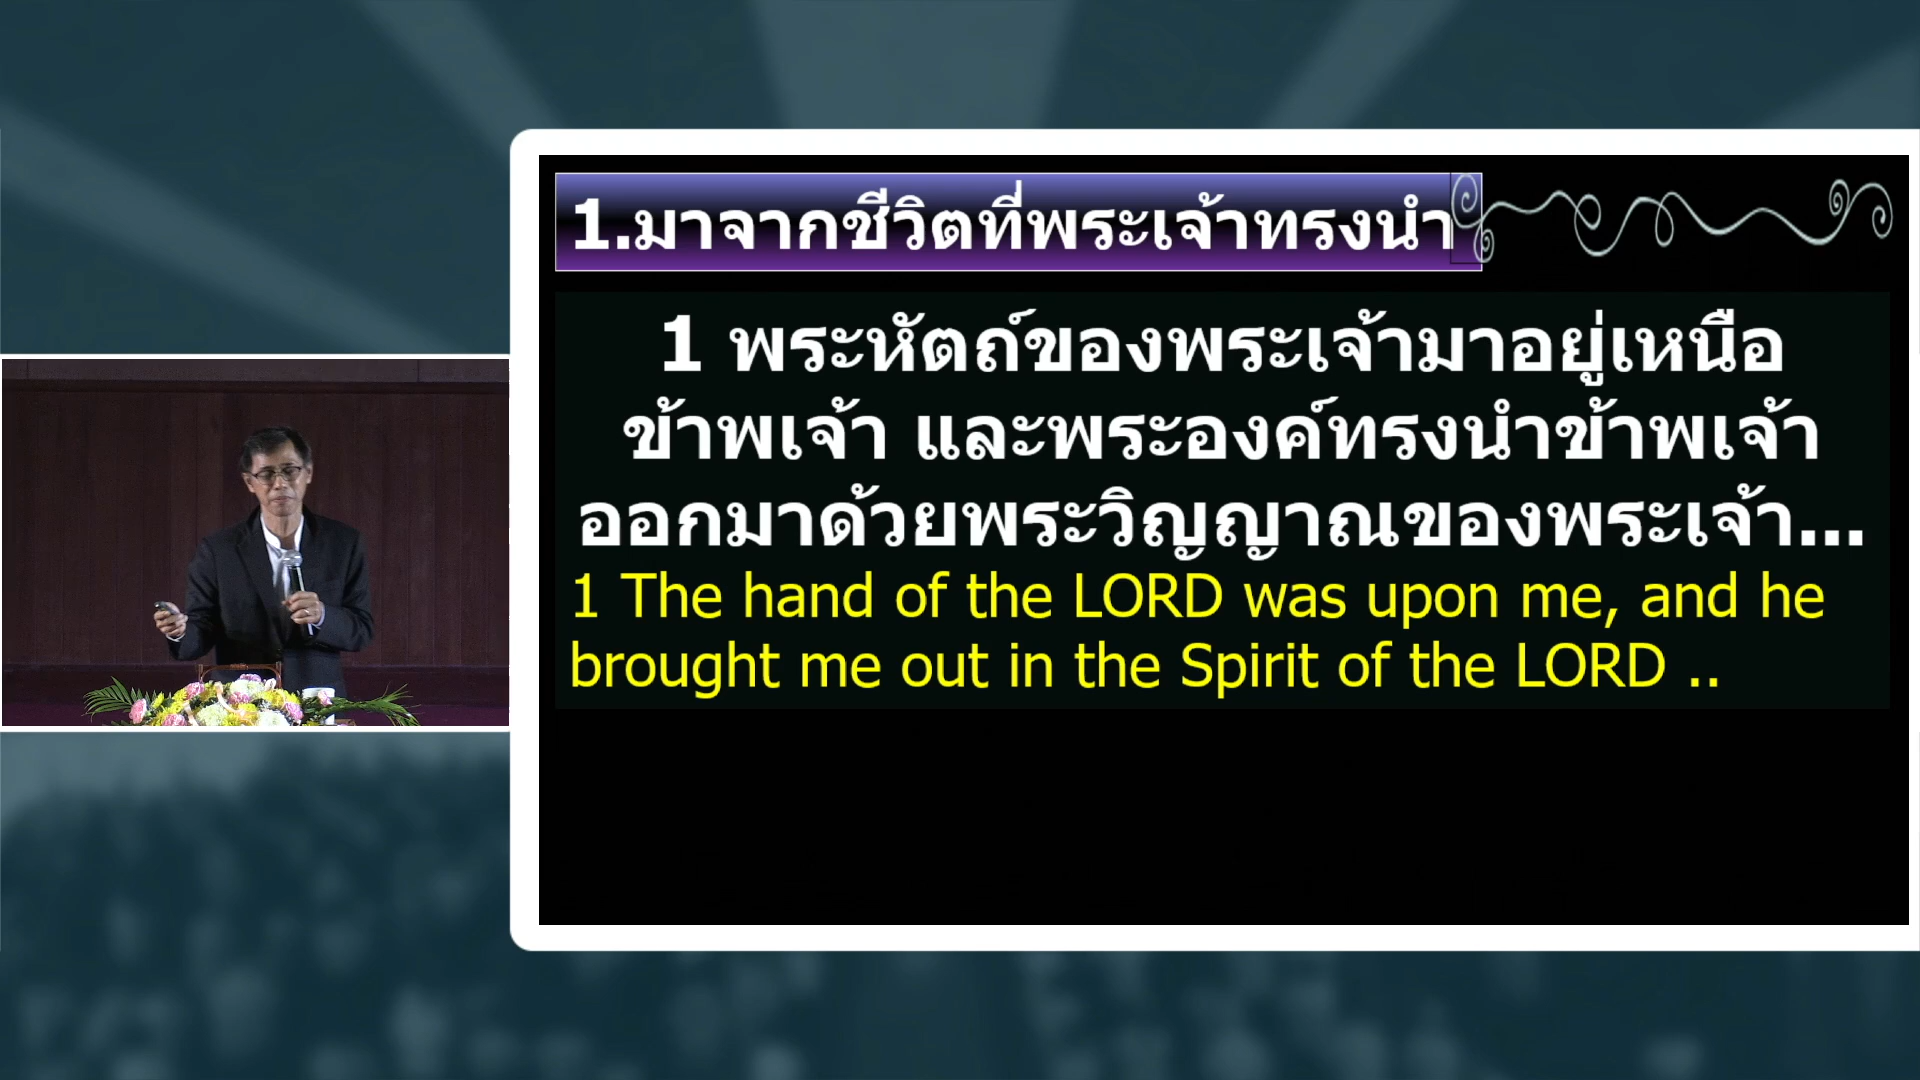 1.มาจากชีวิตที่พระเจ้าทรงนำ
1 พระหัตถ์ของพระเจ้ามาอยู่เหนือ
ข้าพเจ้า และพระองค์ทรงนำข้าพเจ้า
ออกมาด้วยพระวิญญาณของพระเจ้า...
1 The hand of the LORD was upon me, and he
brought me out in the Spirit of the LORD ..